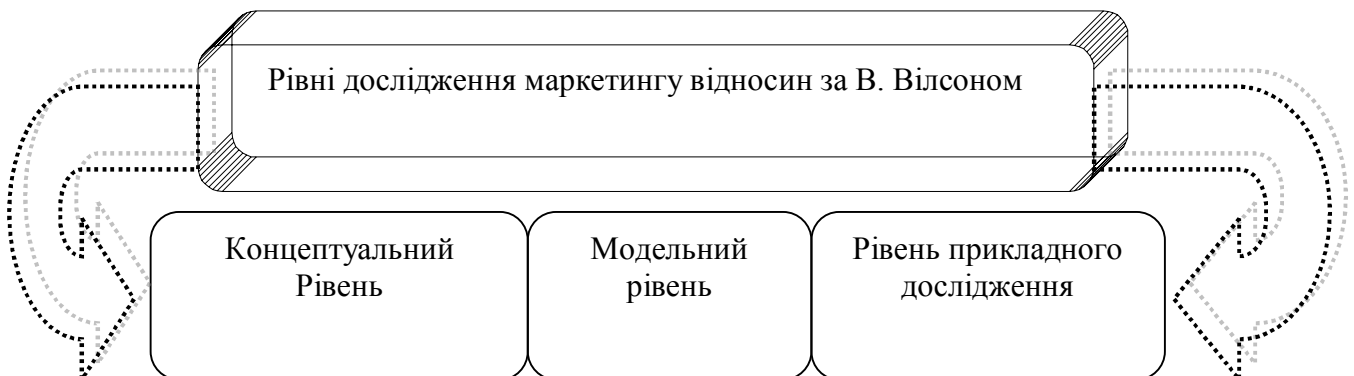 Рівні дослідження маркетингу відносин за В. Вілсоном
Концептуальний
Рівень
Модельний
рівень
Рівень прикладного
дослідження